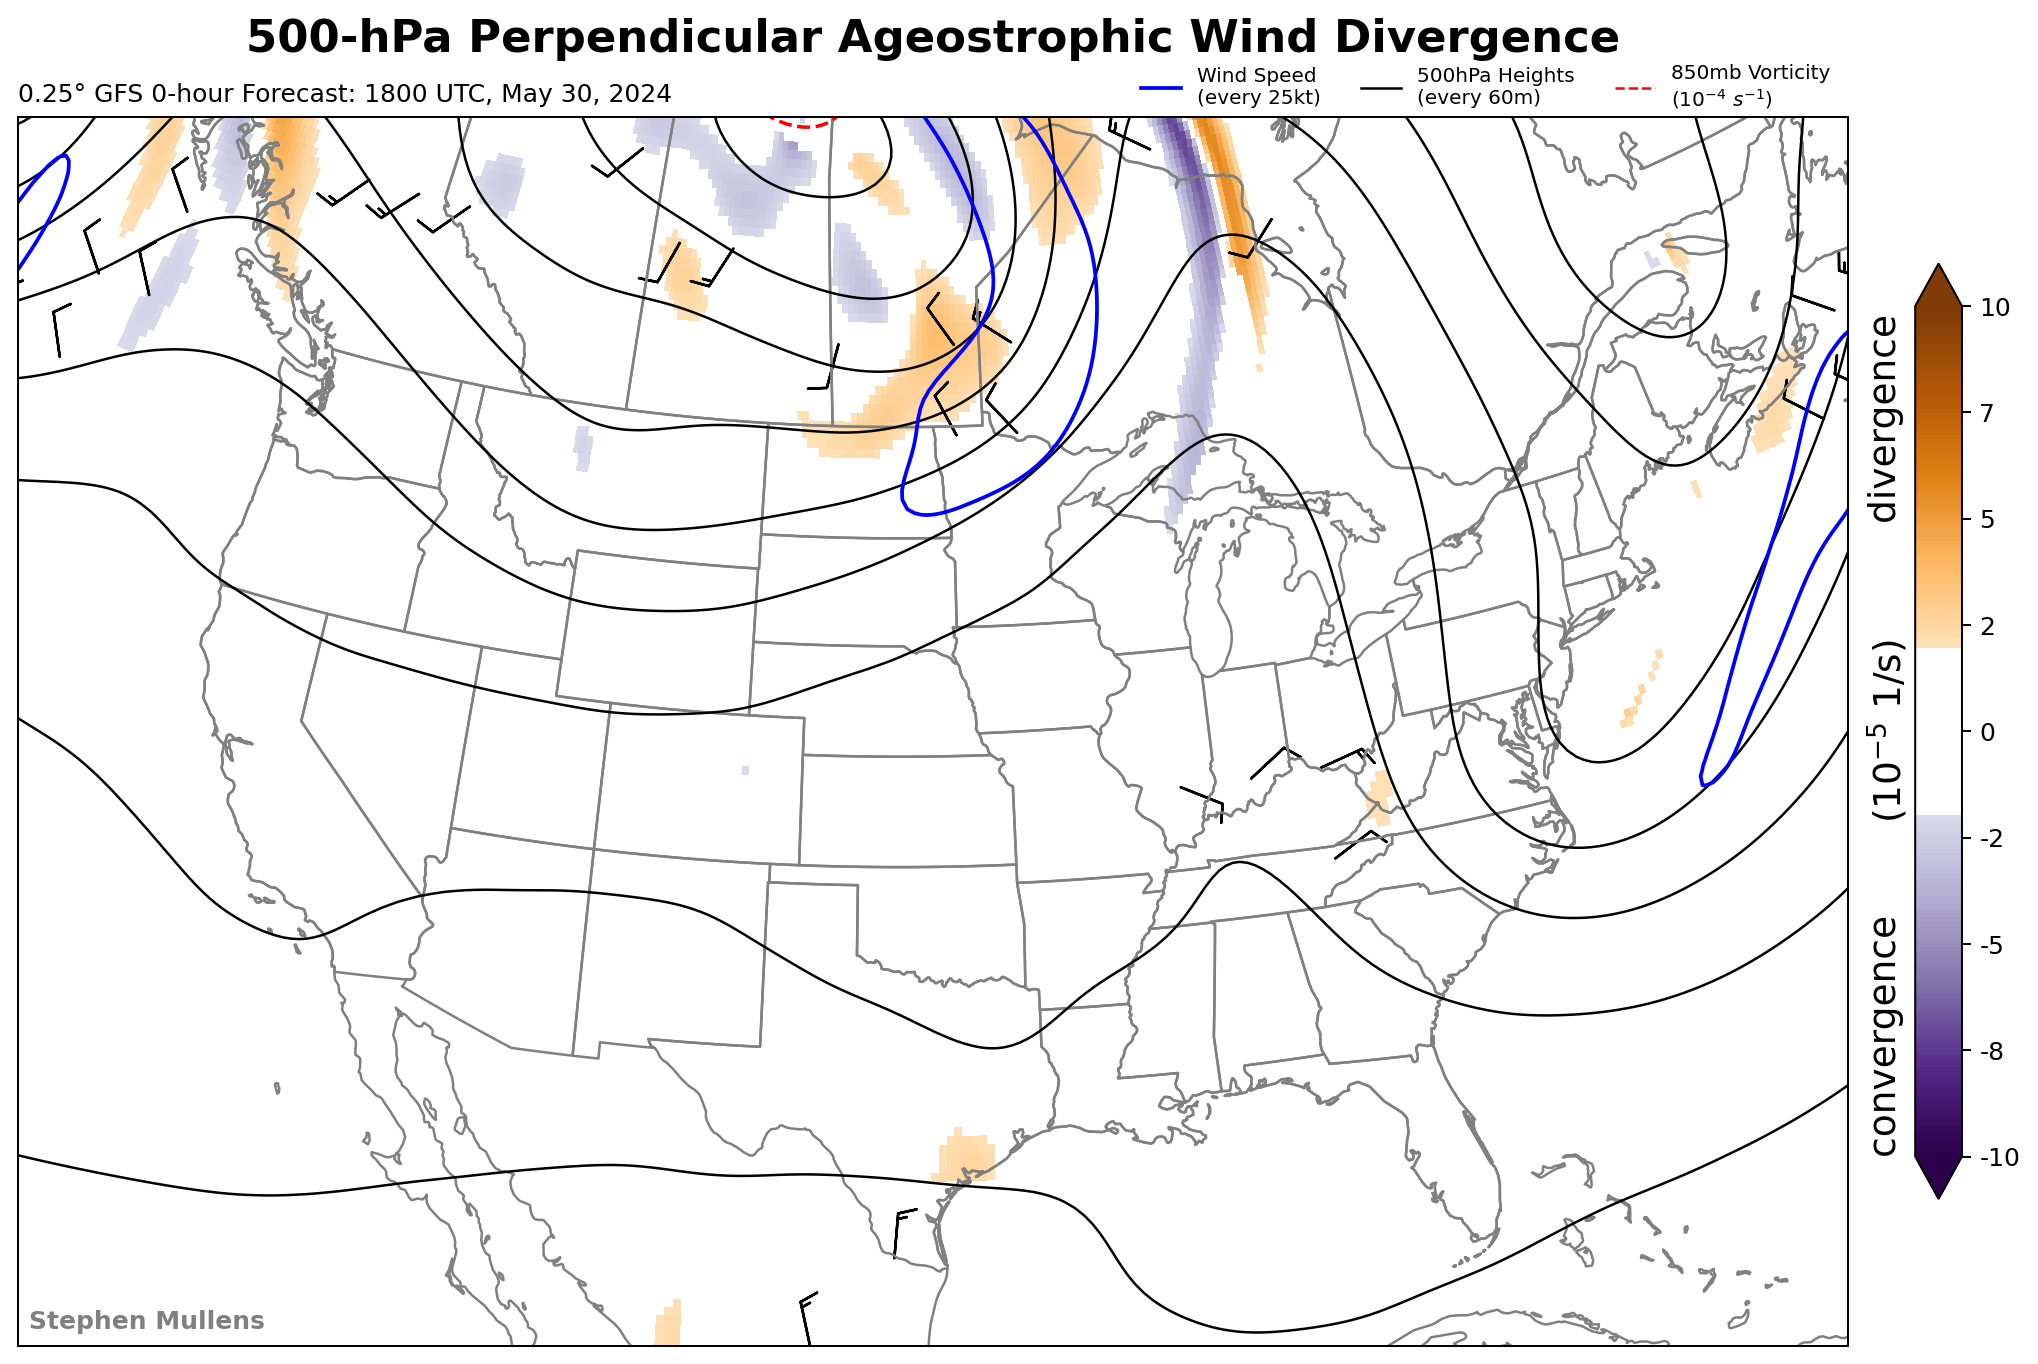 500-hPa Perpendicular Ageostrophic Wind Divergence
0.25° GFS 0-hour Forecast: 1800 UTC, May 30, 2024
Wind Speed
(every 25kt)
500hPa Heights
(every 60m)
850mb Vorticity
(10⁻⁴ s⁻¹)
10
7
5
2
0
-2
-5
-8
-10
convergence (10⁻⁵ 1/s) divergence
Stephen Mullens